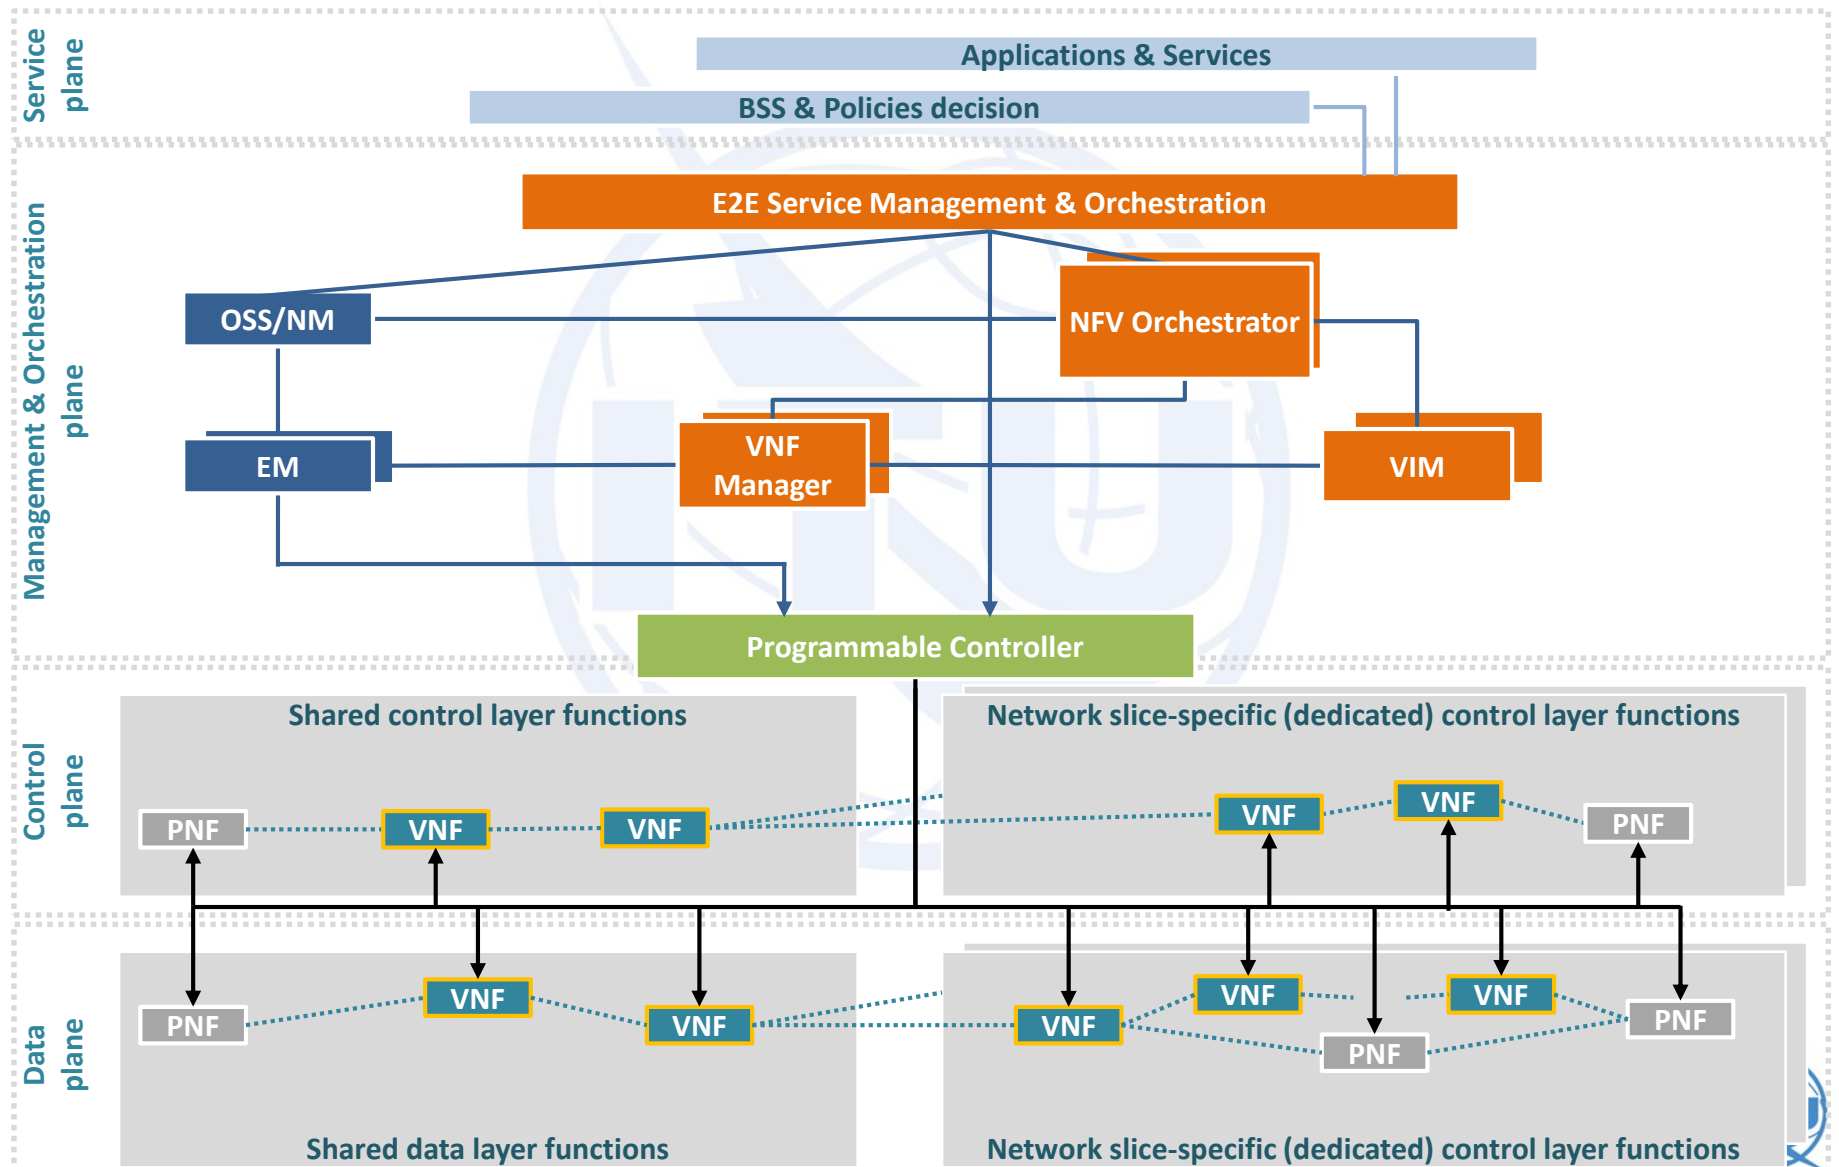 Service
plane
Applications & Services
BSS & Policies decision
Management & Orchestration
plane
E2E Service Management & Orchestration
OSS/NM
NFV Orchestrator
EM
VNF
Manager
VIM
Programmable Controller
Control
plane
Shared control layer functions
Network slice-specific (dedicated) control layer functions
PNF
VNF
VNF
VNF
VNF
PNF
Data
plane
PNF
VNF
VNF
VNF
VNF
PNF
VNF
PNF
Shared data layer functions
Network slice-specific (dedicated) control layer functions
ITU